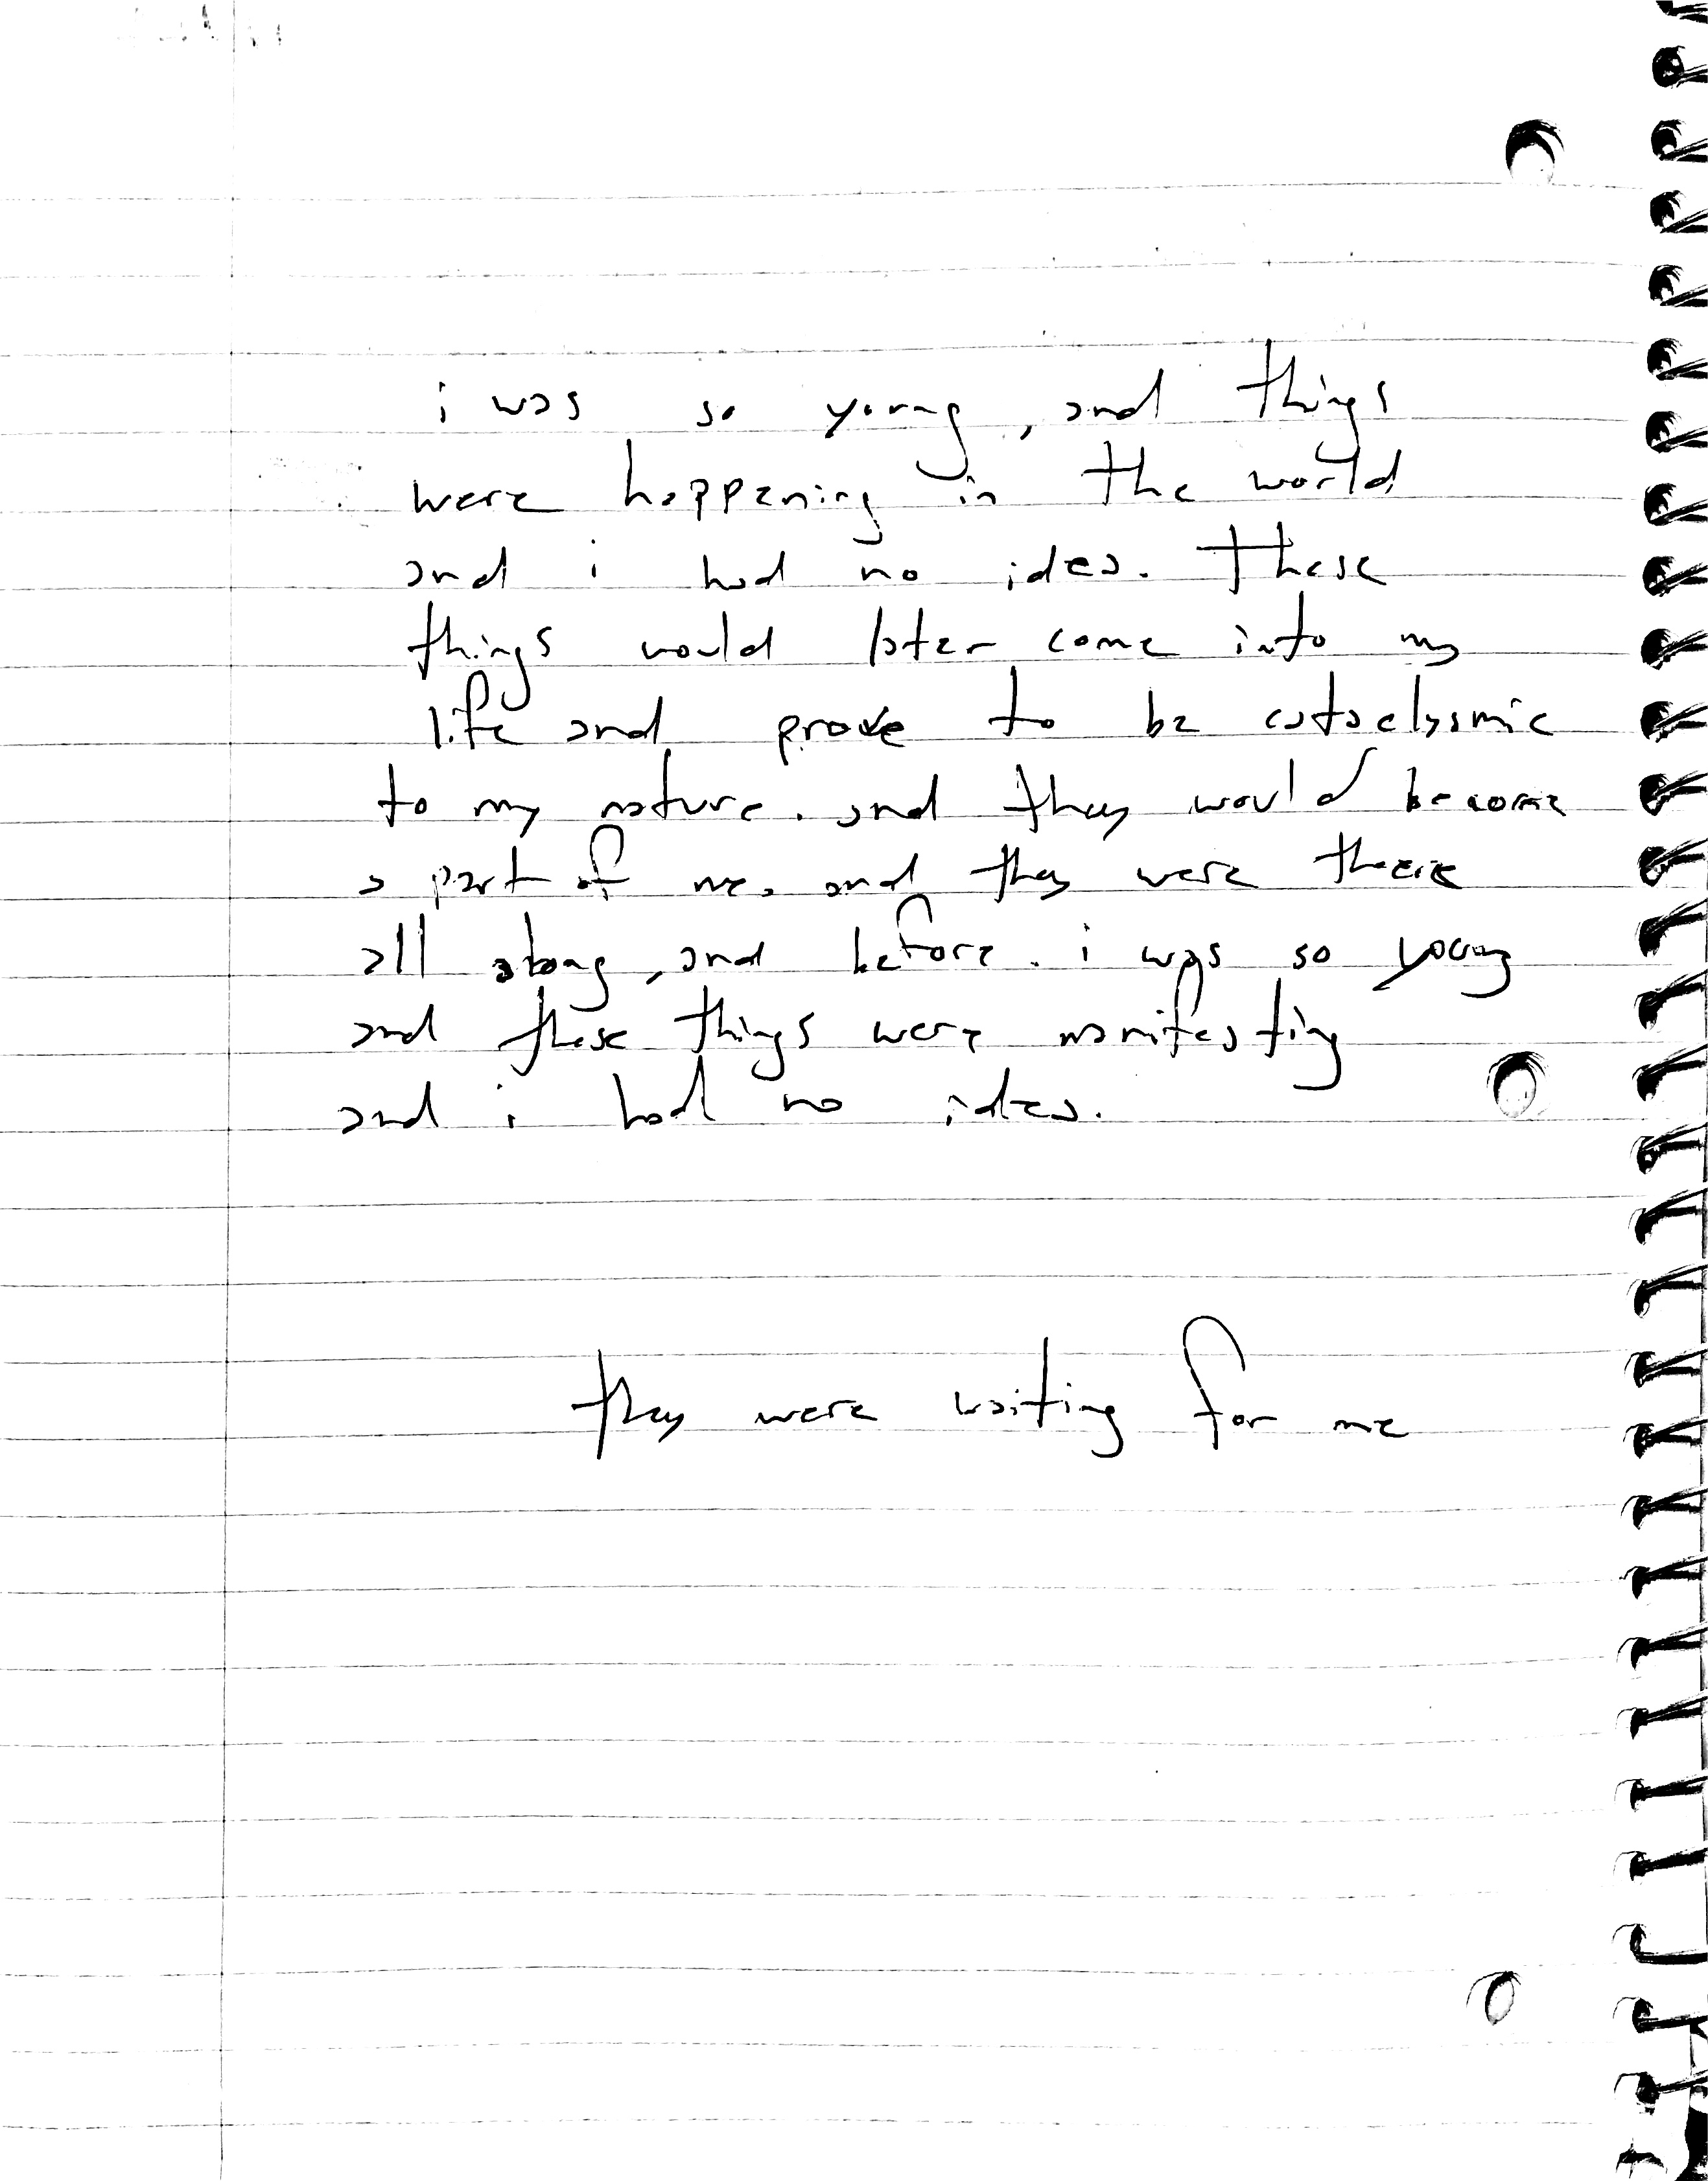 i was so young, and things
were happening in the world
and i had no idea. these
things would later come into my
life and prove to be cataclysmic
to my nature. and they would become
a part of me. and they were there
all along, and before. i was so young
and these things were manifesting
and i had no idea.
they were waiting for me